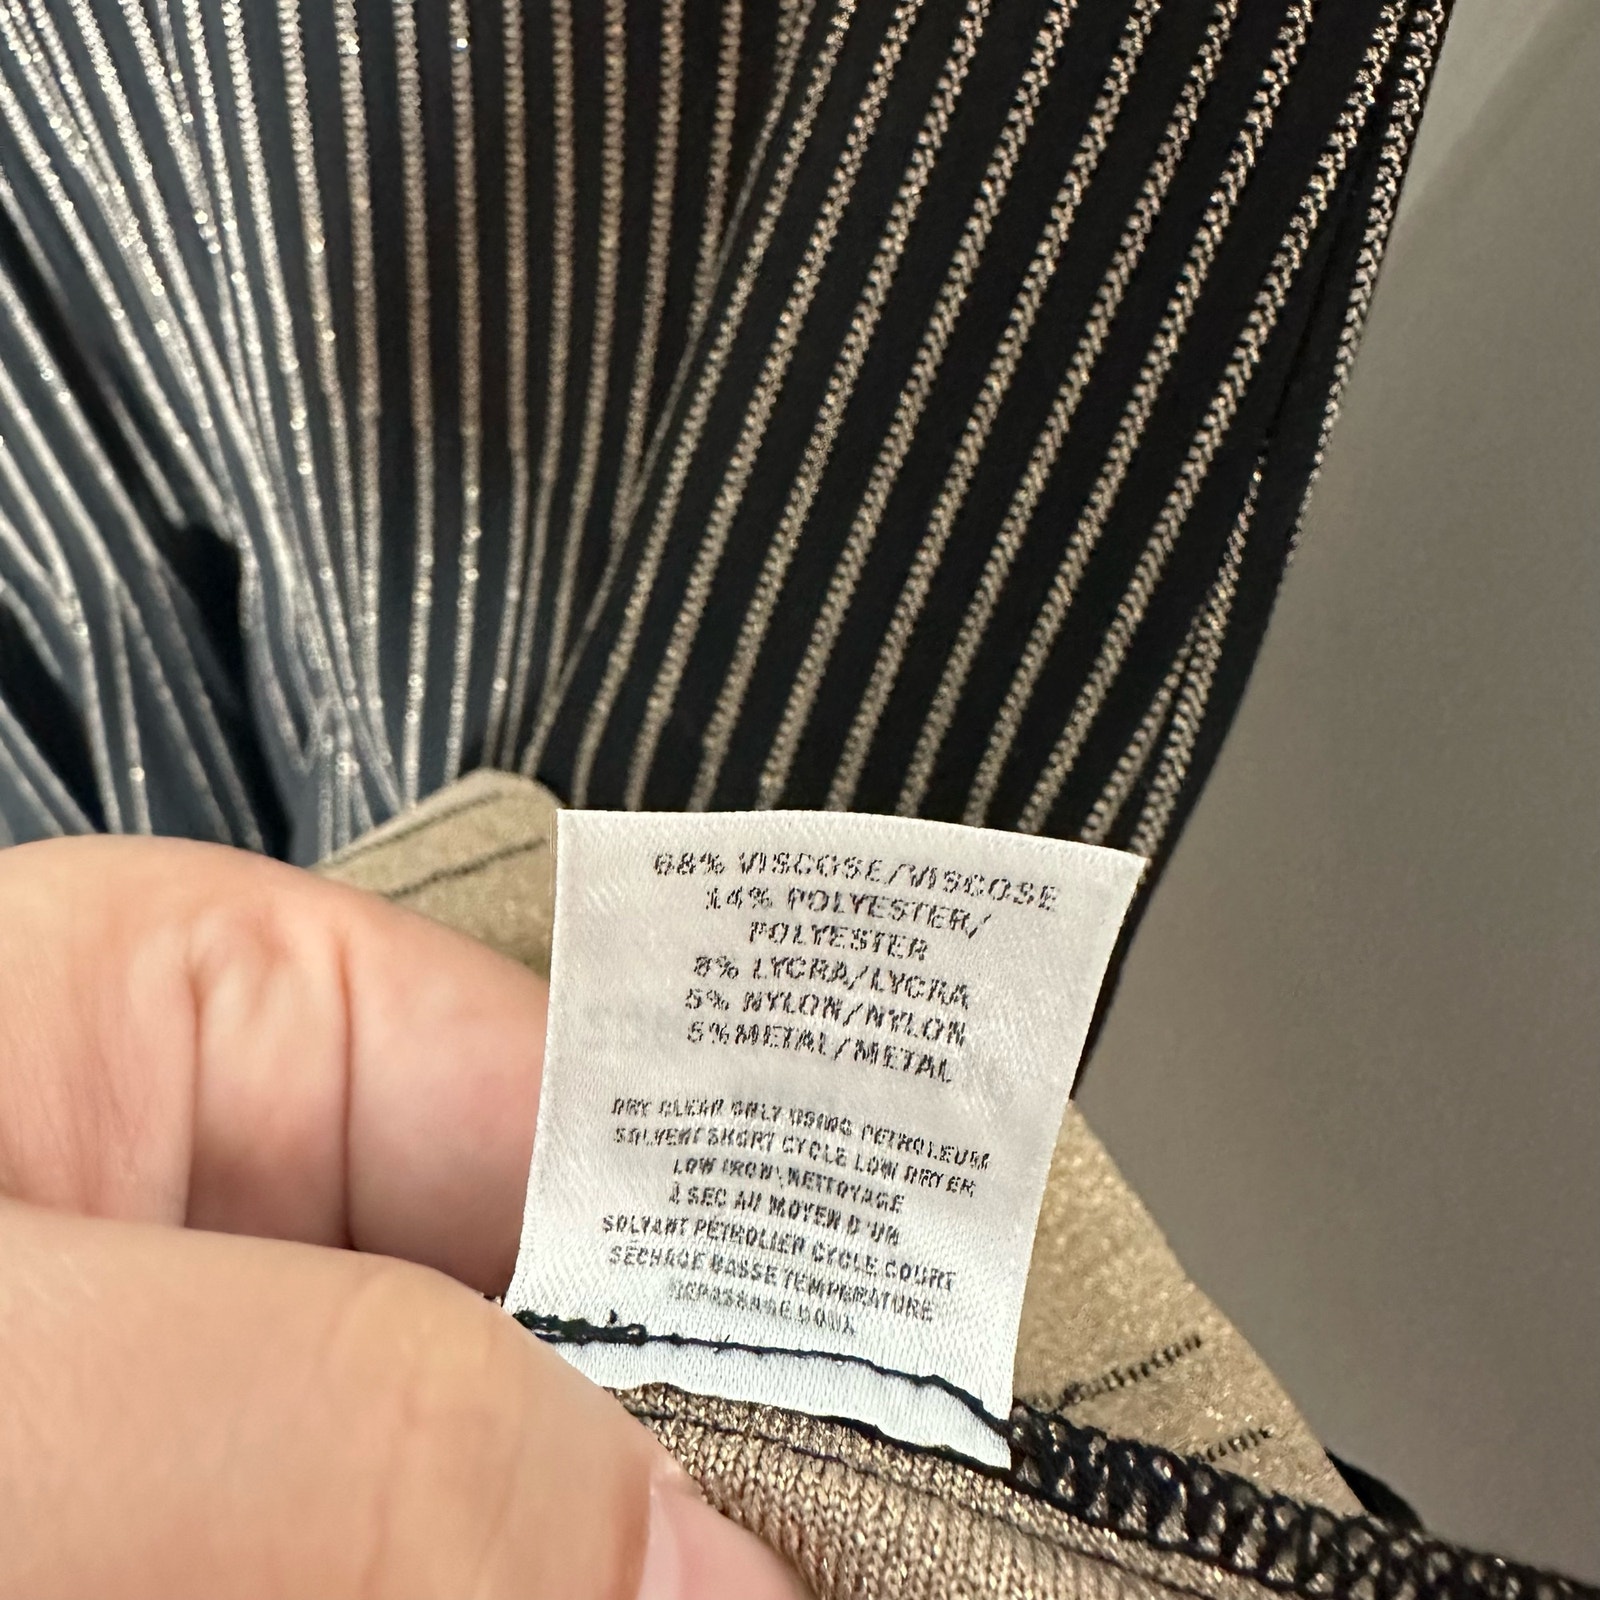 68% VISCOSE/VISCOSE
14% POLYESTER/
POLYESTER
8% LYCRA/LYCRA
5% NYLON/NYLON
5%METAL/METAL
DRY CLEAN ONLY USING PETROLEUM
SOLVENT SHORT CYCLE LOW DRYER
LOW IRON\NETTOYAGE
À SEC AU MOYEN D'UN
SOLVANT PÉTROLIER CYCLE COURT
SÉCHAGE BASSE TEMPERATURE
REPASSAGE DOUX